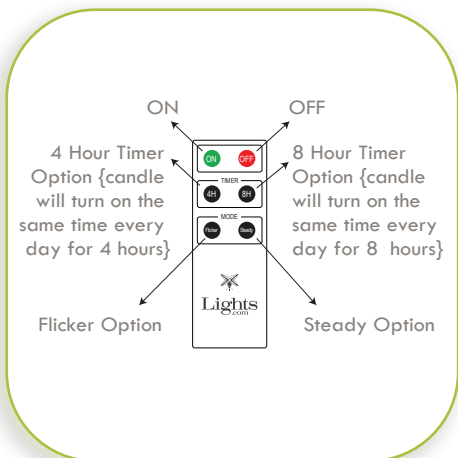 ON
OFF
4 Hour Timer
Option {candle
will turn on the
same time every
day for 4 hours}
8 Hour Timer
Option {candle
will turn on the
same time every
day for 8 hours}
ON OFF
TIMER
4H 8H
MODE
Flicker Steady
Lights
.com
Flicker Option
Steady Option